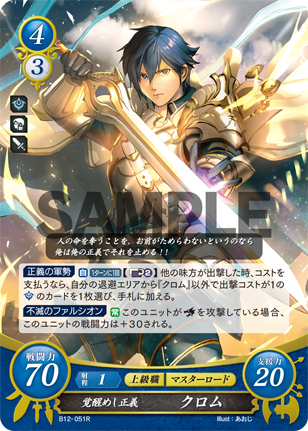 4
3
SAMPLE
人の命を奪うことを、お前がためらわないというのなら
俺は俺の正義でそれを止める!!
正義の軍勢 自 1ターンに1回 2 他の味方が出撃した時、コストを
支払うなら、自分の退避エリアから『クロム』以外で出撃コストが1の
のカードを1枚選び、手札に加える。
不滅のファルシオン 常 このユニットが を攻撃している場合、
このユニットの戦闘力は+30される。
戦闘力
70
射程 1
上級職 マスターロード
支援力
20
覚醒めし正義 クロム
B12-051R
Illust:あおじ